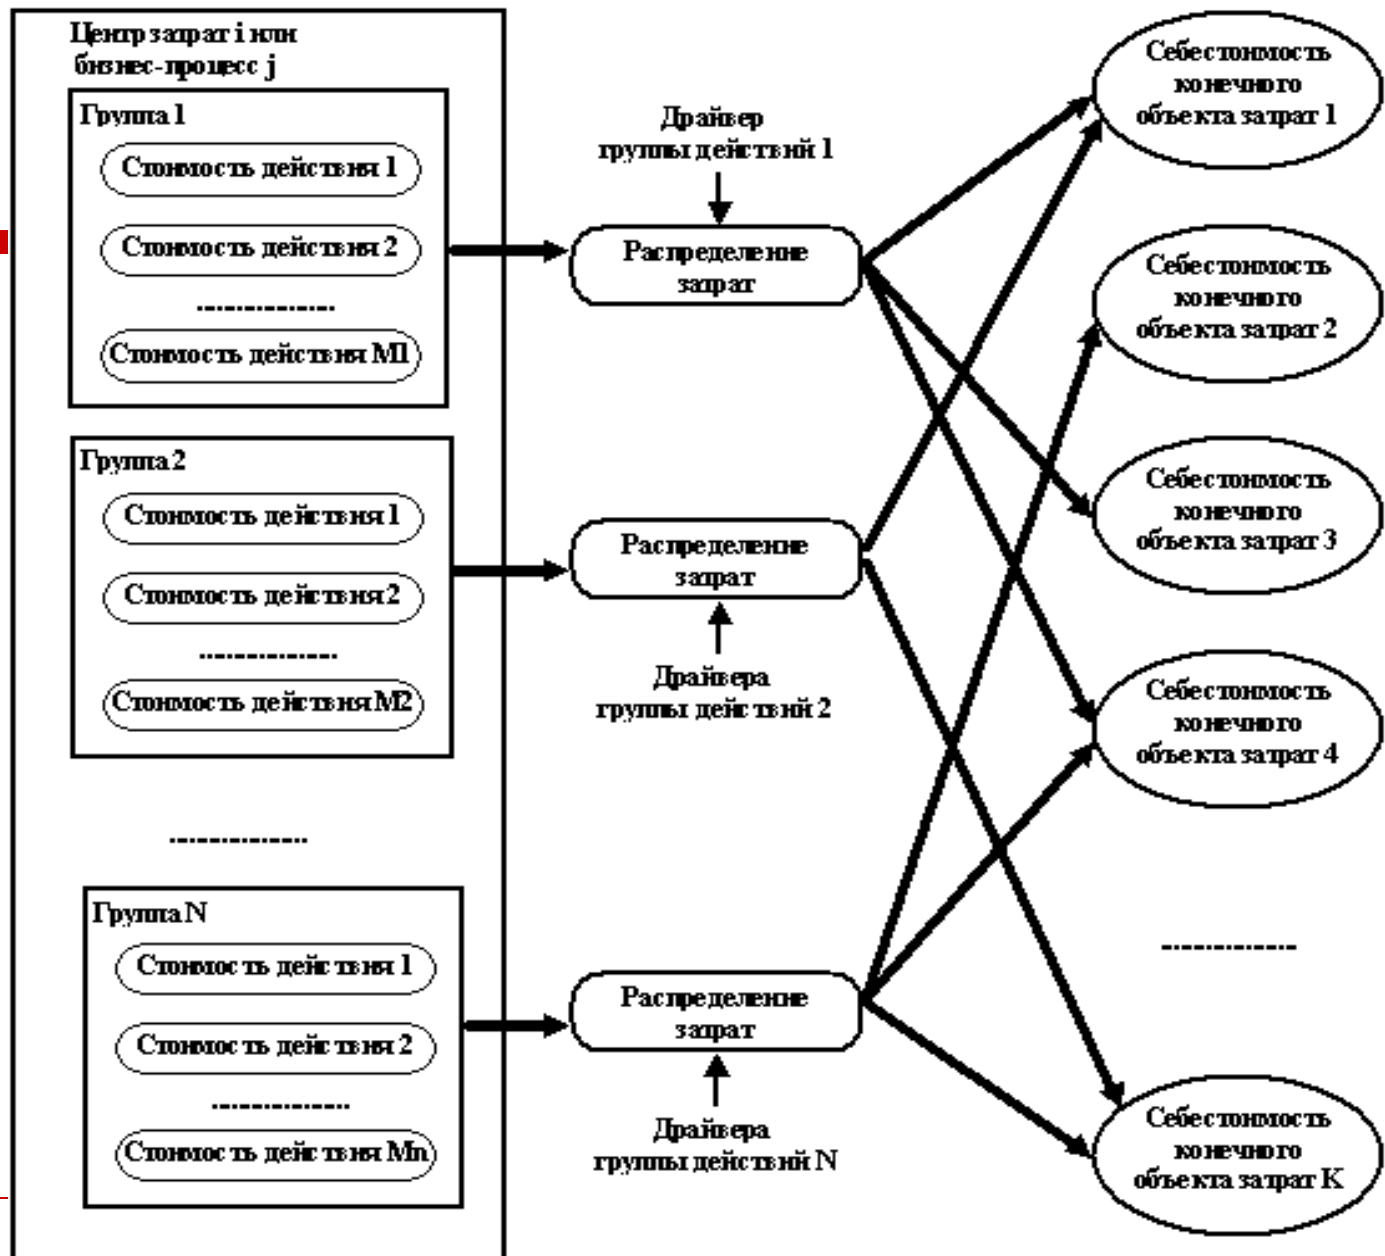 Центр затрат i или
бизнес-процесс j
Группа 1
Стоимость действия 1
Стоимость действия 2
Стоимость действия M1
Группа 2
Стоимость действия 1
Стоимость действия 2
Стоимость действия M2
Группа N
Стоимость действия 1
Стоимость действия 2
Стоимость действия Mn
Драйвер
группы действий 1
Распределение
затрат
Распределение
затрат
Драйвера
группы действий 2
Распределение
затрат
Драйвера
группы действий N
Себестоимость
конечного
объекта затрат 1
Себестоимость
конечного
объекта затрат 2
Себестоимость
конечного
объекта затрат 3
Себестоимость
конечного
объекта затрат 4
Себестоимость
конечного
объекта затрат K